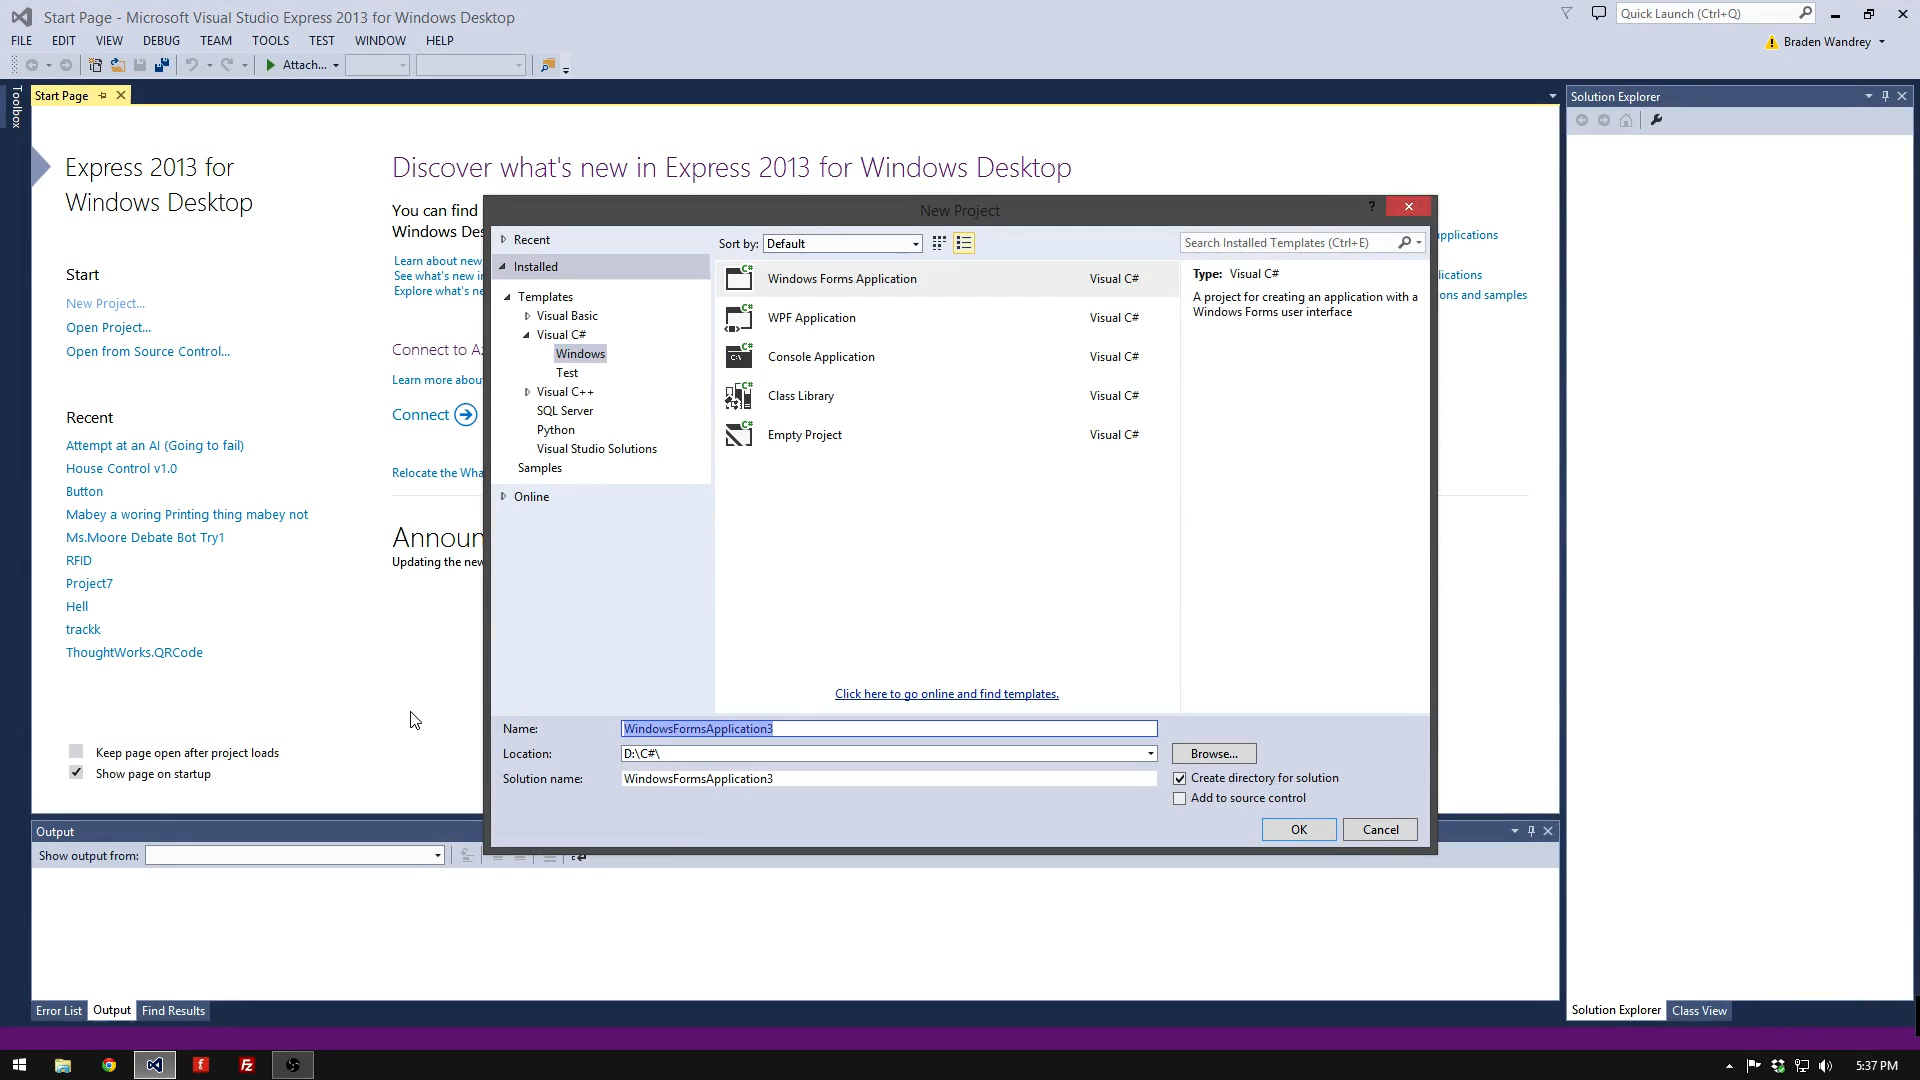 Start Page - Microsoft Visual Studio Express 2013 for Windows Desktop
Quick Launch (Ctrl+Q)
FILE EDIT VIEW DEBUG TEAM TOOLS TEST WINDOW HELP
Braden Wandrey
Attach...
Toolbox
Start Page
Solution Explorer
Express 2013 for
Windows Desktop
Discover what's new in Express 2013 for Windows Desktop
You can find
Windows Des
Learn about new
See what's new i
Explore what's ne
pplications
ications
ons and samples
Start
New Project...
Open Project...
Open from Source Control...
Connect to Az
Learn more abou
Connect
Relocate the Wha
Recent
Attempt at an AI (Going to fail)
House Control v1.0
Button
Mabey a woring Printing thing mabey not
Ms.Moore Debate Bot Try1
RFID
Project7
Hell
trackk
ThoughtWorks.QRCode
Announ
Updating the new
Keep page open after project loads
Show page on startup
New Project
?
Recent
Installed
Templates
Visual Basic
Visual C#
Windows
Test
Visual C++
SQL Server
Python
Visual Studio Solutions
Samples
Online
Sort by: Default
Search Installed Templates (Ctrl+E)
C# Windows Forms Application Visual C#
C# WPF Application Visual C#
C# C:\ Console Application Visual C#
C# Class Library Visual C#
C# Empty Project Visual C#
Type: Visual C#
A project for creating an application with a
Windows Forms user interface
Click here to go online and find templates.
Name: WindowsFormsApplication3
Location: D:\C#\ Browse...
Solution name: WindowsFormsApplication3
Create directory for solution
Add to source control
OK Cancel
Output
Show output from:
Error List Output Find Results
Solution Explorer Class View
Fz
5:37 PM